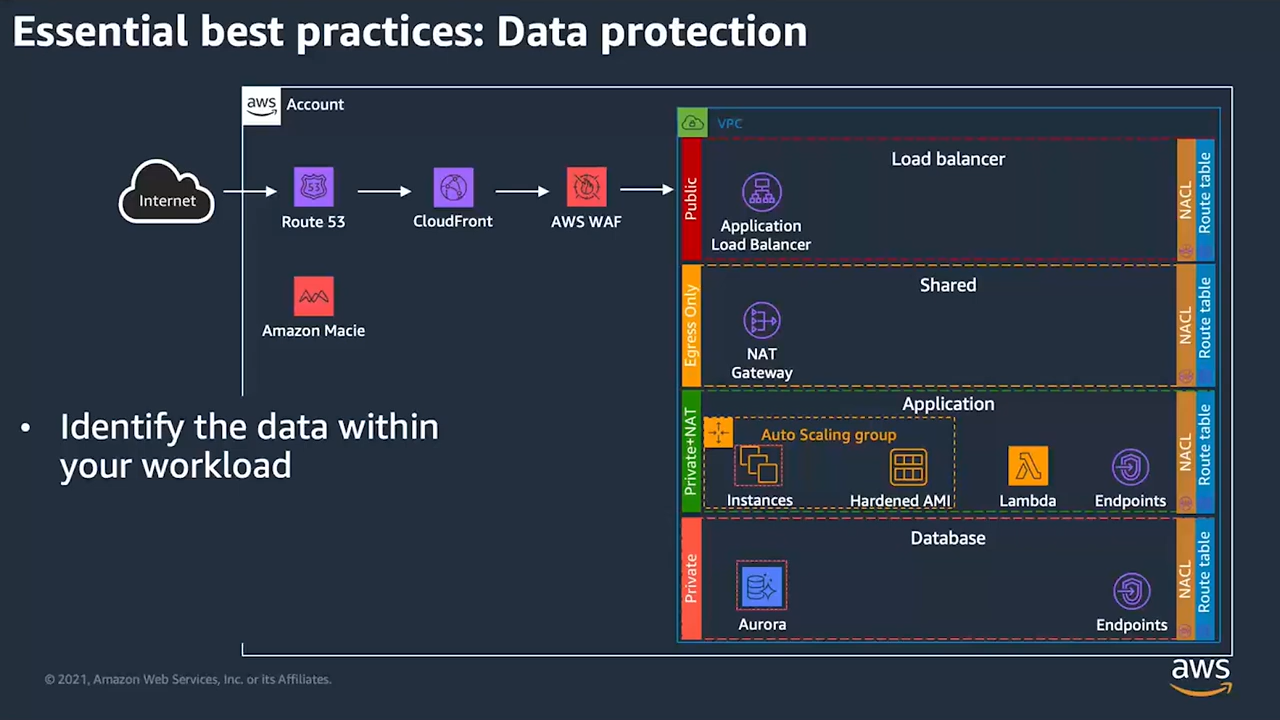 Essential best practices: Data protection
aws
Account
VPC
Internet
53
Route 53
CloudFront
AWS WAF
Amazon Macie
• Identify the data within
your workload
Public
Load balancer
Application
Load Balancer
NACL
Route table
Egress Only
Shared
NAT
Gateway
NACL
Route table
Private+NAT
Application
Auto Scaling group
Instances
Hardened AMI
Lambda
Endpoints
NACL
Route table
Private
Database
Aurora
Endpoints
NACL
Route table
© 2021, Amazon Web Services, Inc. or its Affiliates.
aws